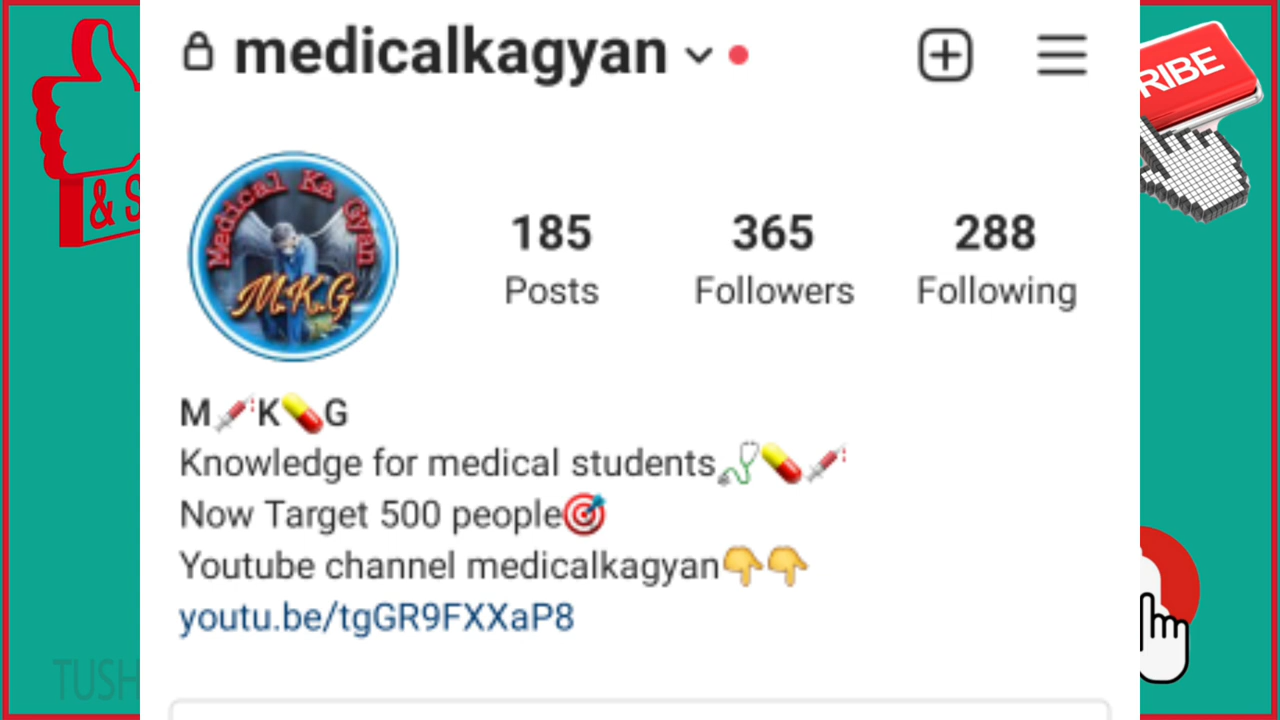 medicalkagyan
& S
RIBE
Medical Ka Gyan
M.K.G
185 365 288
Posts Followers Following
M💉K💊G
Knowledge for medical students🩺💊💉
Now Target 500 people🎯
Youtube channel medicalkagyan👇👇
youtu.be/tgGR9FXXaP8
TUSH